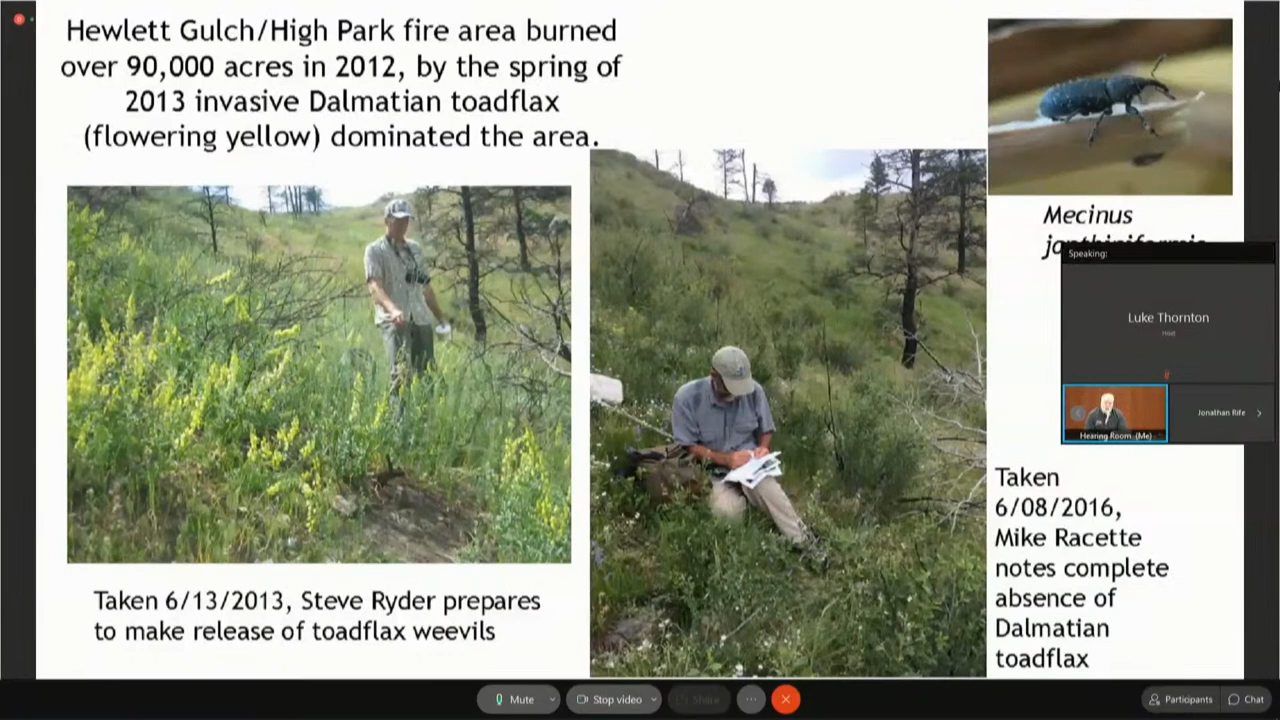 Hewlett Gulch/High Park fire area burned
over 90,000 acres in 2012, by the spring of
2013 invasive Dalmatian toadflax
(flowering yellow) dominated the area.
Mecinus
Speaking:
Luke Thornton
Host
Hearing Room (Me)
Jonathan Rife
Taken
6/08/2016,
Mike Racette
notes complete
absence of
Dalmatian
toadflax
Taken 6/13/2013, Steve Ryder prepares
to make release of toadflax weevils
Mute
Stop video
Share
Participants
Chat